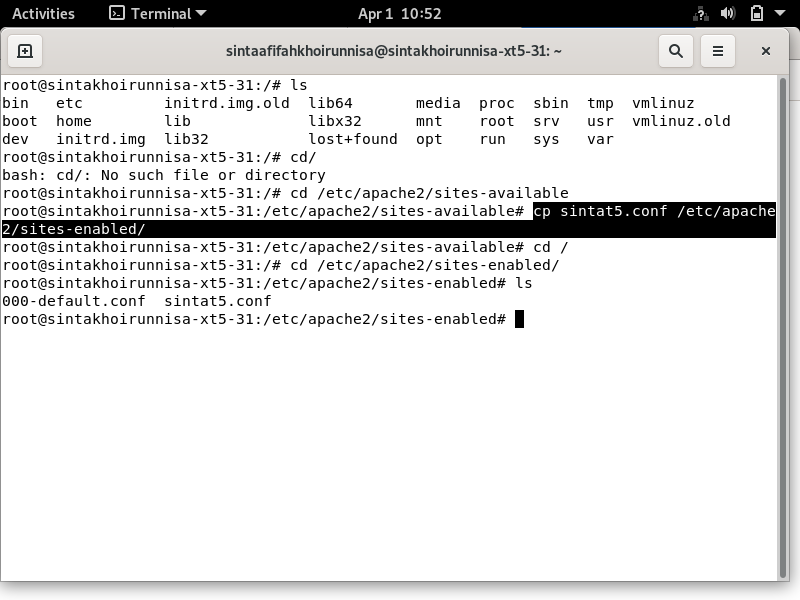 Activities Terminal Apr 1 10:52
sintaafifahkhoirunnisa@sintakhoirunnisa-xt5-31: ~
root@sintakhoirunnisa-xt5-31:/# ls
bin etc initrd.img.old lib64 media proc sbin tmp vmlinuz
boot home lib libx32 mnt root srv usr vmlinuz.old
dev initrd.img lib32 lost+found opt run sys var
root@sintakhoirunnisa-xt5-31:/# cd/
bash: cd/: No such file or directory
root@sintakhoirunnisa-xt5-31:/# cd /etc/apache2/sites-available
root@sintakhoirunnisa-xt5-31:/etc/apache2/sites-available# cp sintat5.conf /etc/apache
2/sites-enabled/
root@sintakhoirunnisa-xt5-31:/etc/apache2/sites-available# cd /
root@sintakhoirunnisa-xt5-31:/# cd /etc/apache2/sites-enabled/
root@sintakhoirunnisa-xt5-31:/etc/apache2/sites-enabled# ls
000-default.conf sintat5.conf
root@sintakhoirunnisa-xt5-31:/etc/apache2/sites-enabled#